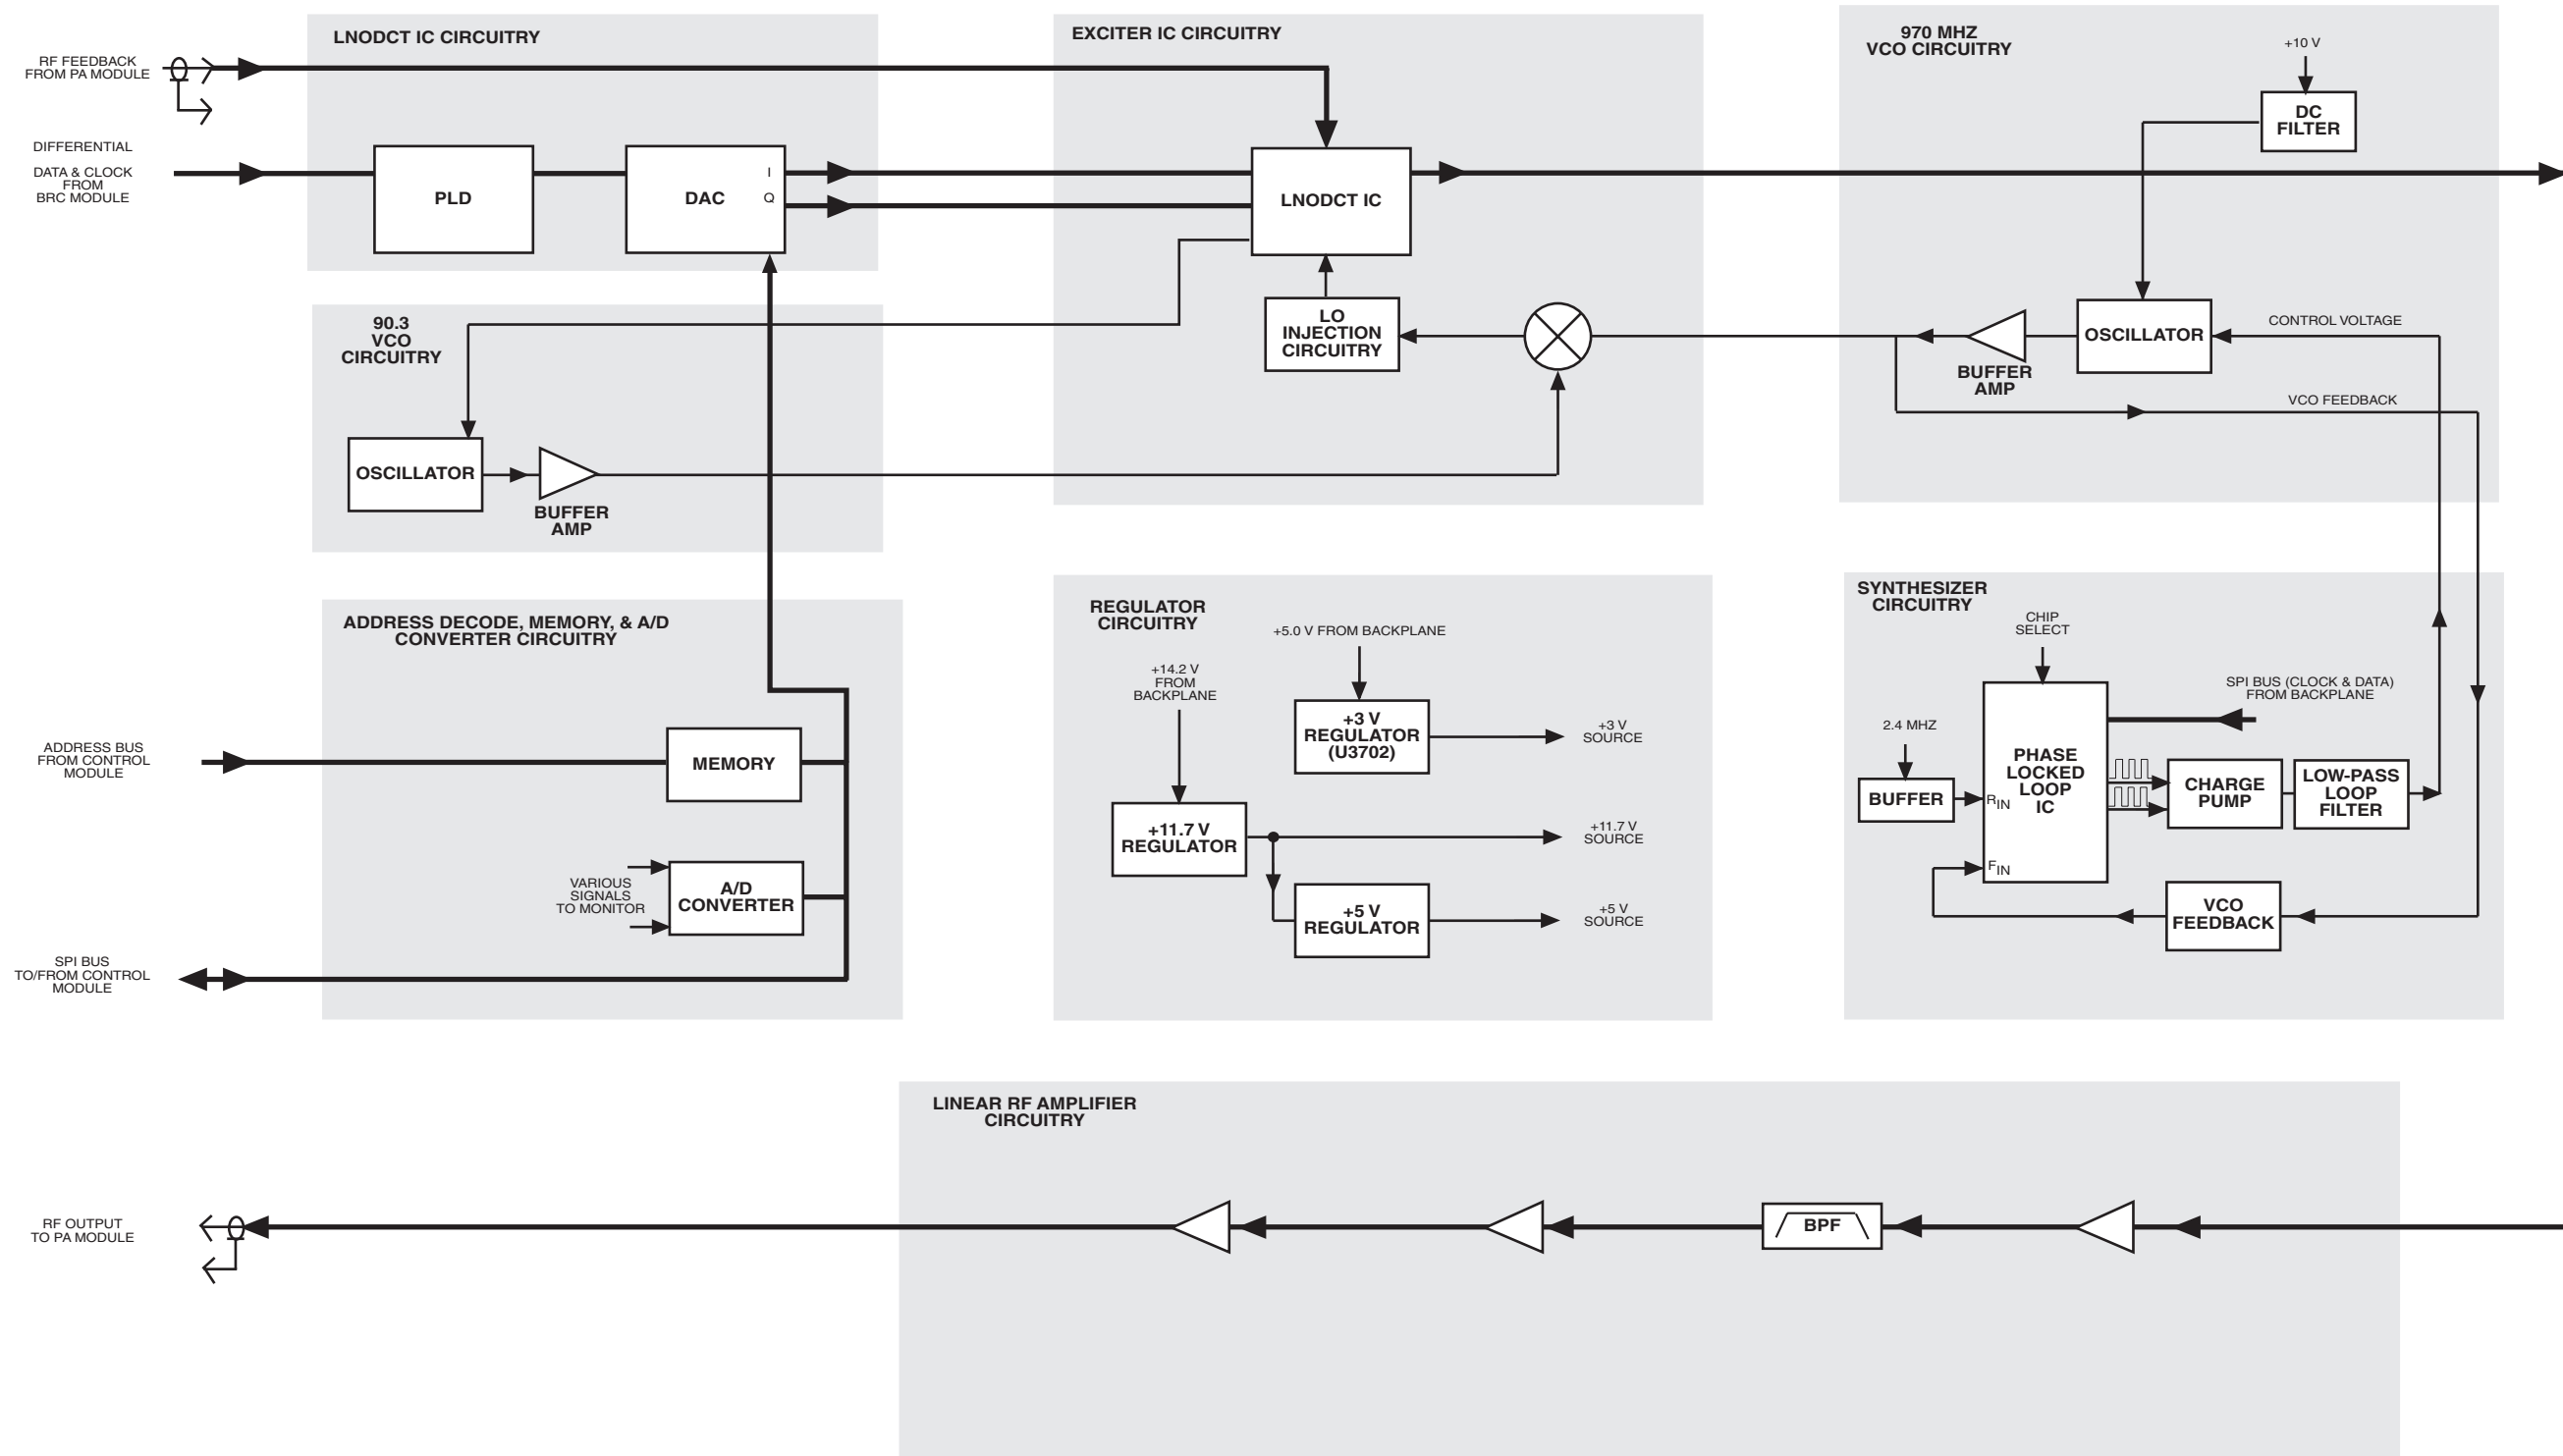 LNODCT IC CIRCUITRY
RF FEEDBACK
FROM PA MODULE
DIFFERENTIAL
DATA & CLOCK
FROM
BRC MODULE
PLD
DAC
I
Q
EXCITER IC CIRCUITRY
LNODCT IC
LO
INJECTION
CIRCUITRY
970 MHZ
VCO CIRCUITRY
+10 V
DC
FILTER
OSCILLATOR
CONTROL VOLTAGE
BUFFER
AMP
VCO FEEDBACK
90.3
VCO
CIRCUITRY
OSCILLATOR
BUFFER
AMP
ADDRESS DECODE, MEMORY, & A/D
CONVERTER CIRCUITRY
ADDRESS BUS
FROM CONTROL
MODULE
MEMORY
VARIOUS
SIGNALS
TO MONITOR
A/D
CONVERTER
SPI BUS
TO/FROM CONTROL
MODULE
REGULATOR
CIRCUITRY
+5.0 V FROM BACKPLANE
+14.2 V
FROM
BACKPLANE
+3 V
REGULATOR
(U3702)
+3 V
SOURCE
+11.7 V
REGULATOR
+11.7 V
SOURCE
+5 V
REGULATOR
+5 V
SOURCE
SYNTHESIZER
CIRCUITRY
CHIP
SELECT
SPI BUS (CLOCK & DATA)
FROM BACKPLANE
2.4 MHZ
BUFFER
RIN
PHASE
LOCKED
LOOP
IC
FIN
CHARGE
PUMP
LOW-PASS
LOOP
FILTER
VCO
FEEDBACK
LINEAR RF AMPLIFIER
CIRCUITRY
RF OUTPUT
TO PA MODULE
BPF